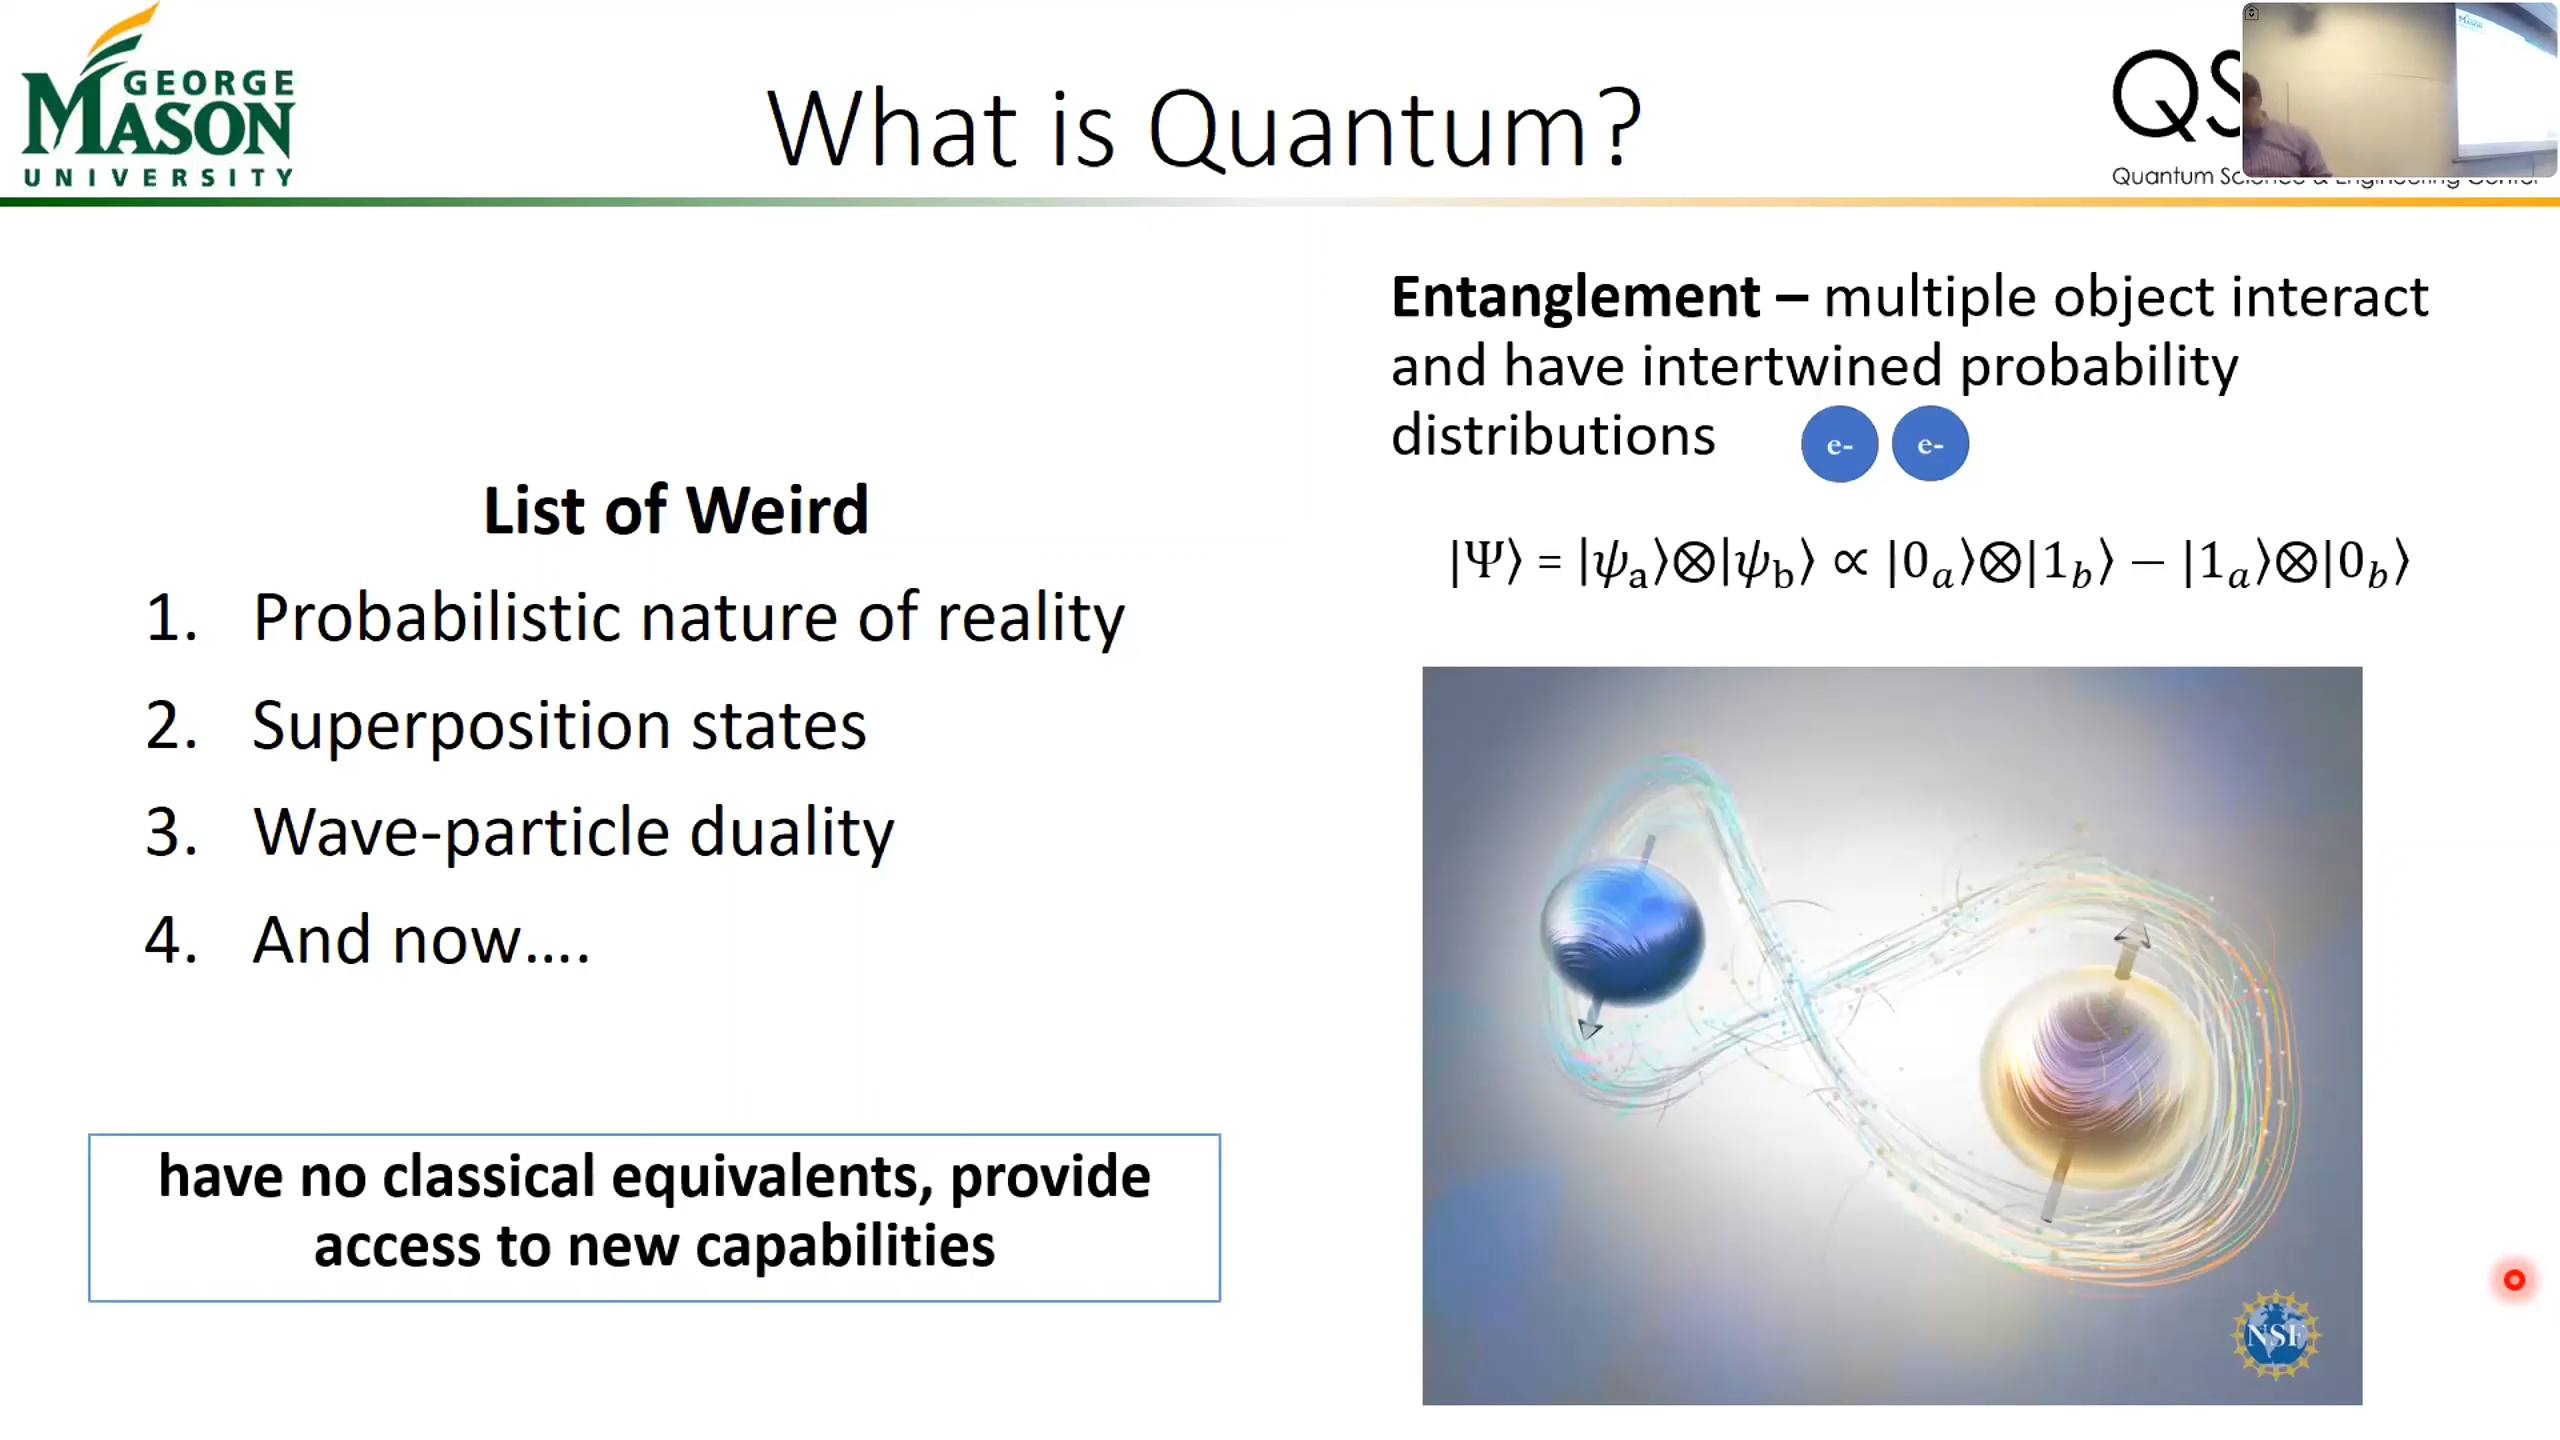 GEORGE
MASON
UNIVERSITY
What is Quantum?
Quantum
List of Weird
1. Probabilistic nature of reality
2. Superposition states
3. Wave-particle duality
4. And now....
have no classical equivalents, provide
access to new capabilities
Entanglement – multiple object interact
and have intertwined probability
distributions
e- e-
|Ψ⟩ = |ψa⟩⊗|ψb⟩ ∝ |0a⟩⊗|1b⟩ − |1a⟩⊗|0b⟩
NSF